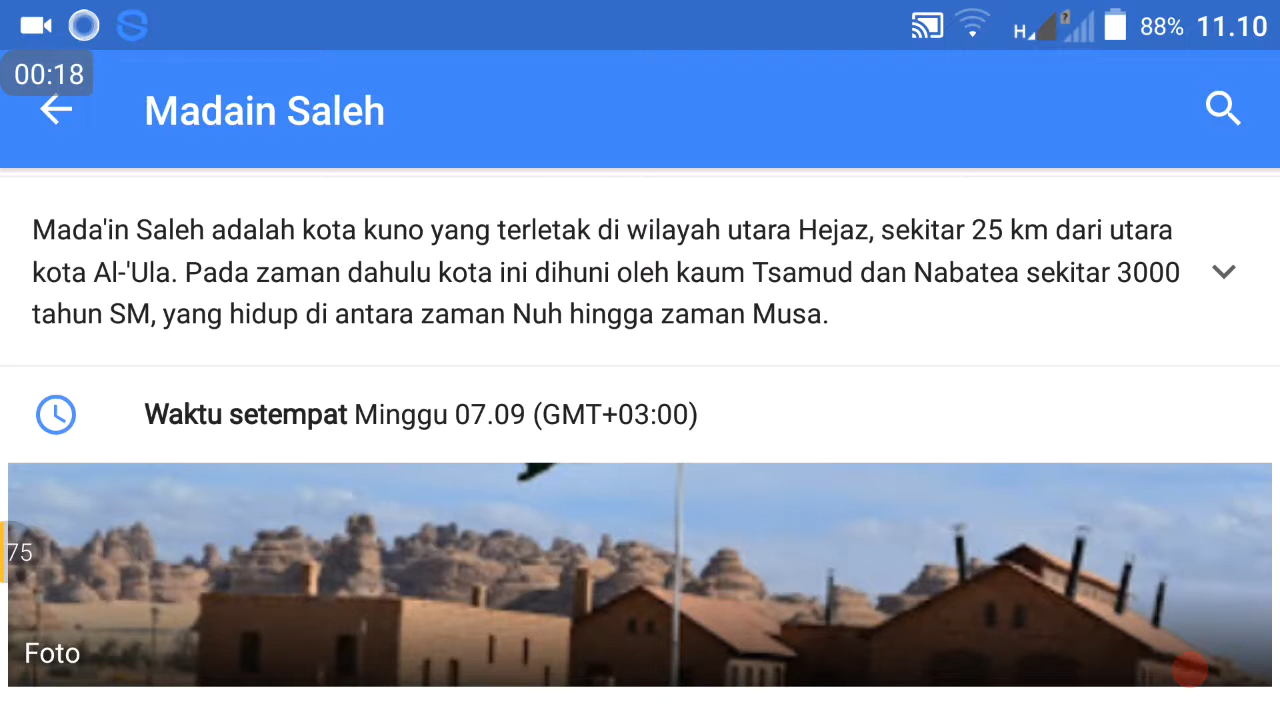 88% 11.10
00:18
Madain Saleh
Mada'in Saleh adalah kota kuno yang terletak di wilayah utara Hejaz, sekitar 25 km dari utara
kota Al-'Ula. Pada zaman dahulu kota ini dihuni oleh kaum Tsamud dan Nabatea sekitar 3000
tahun SM, yang hidup di antara zaman Nuh hingga zaman Musa.
Waktu setempat Minggu 07.09 (GMT+03:00)
75
Foto